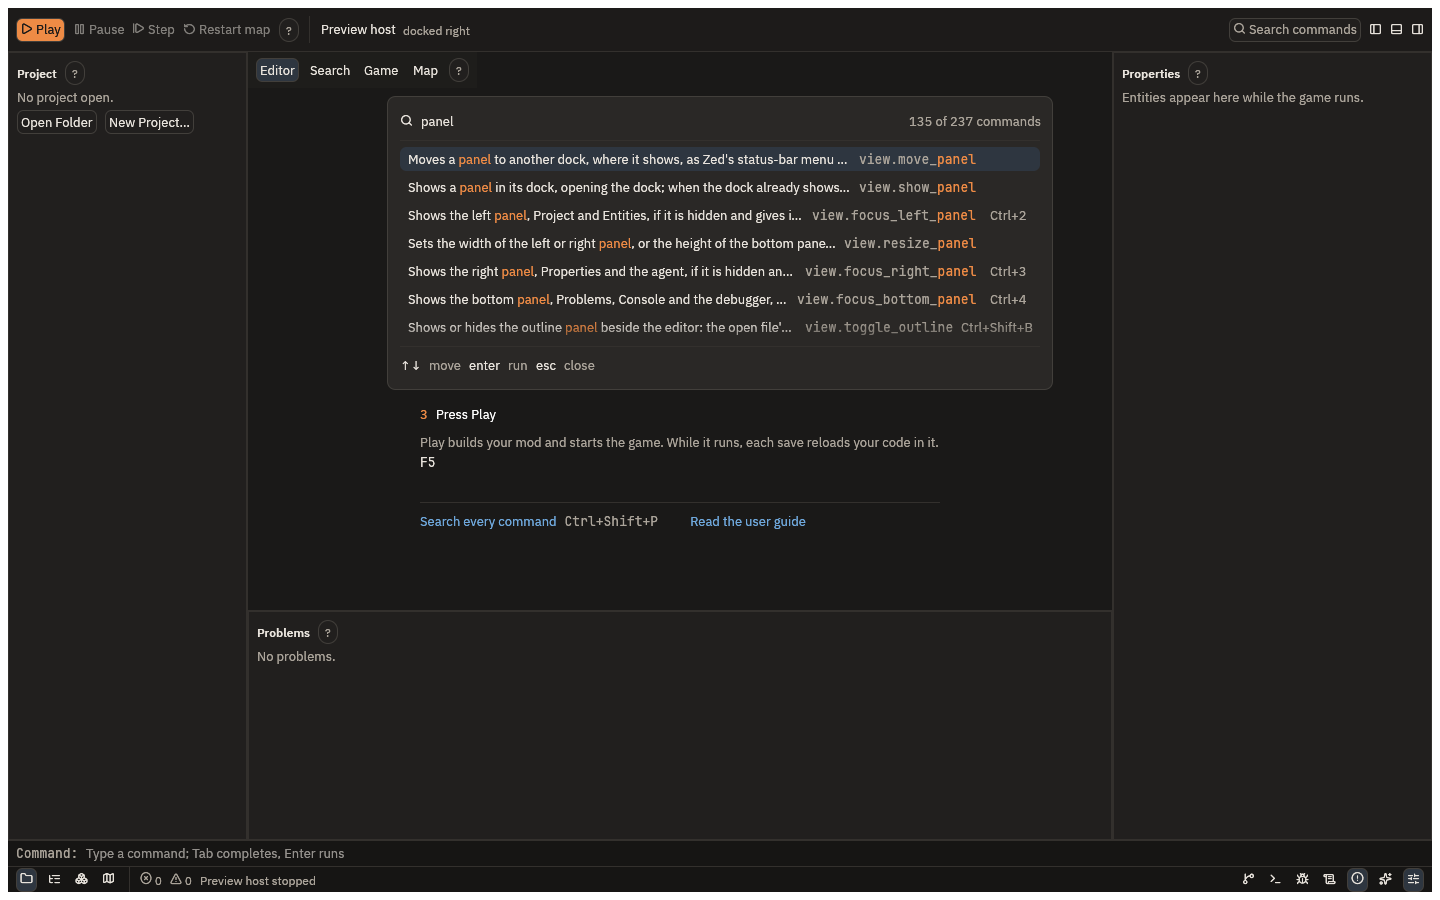 Play Pause Step Restart map ? Preview host docked right Search commands
Project ?
No project open.
Open Folder New Project...
Editor Search Game Map ?
panel 135 of 237 commands
Moves a panel to another dock, where it shows, as Zed's status-bar menu ... view.move_panel
Shows a panel in its dock, opening the dock; when the dock already shows... view.show_panel
Shows the left panel, Project and Entities, if it is hidden and gives i... view.focus_left_panel Ctrl+2
Sets the width of the left or right panel, or the height of the bottom pane... view.resize_panel
Shows the right panel, Properties and the agent, if it is hidden an... view.focus_right_panel Ctrl+3
Shows the bottom panel, Problems, Console and the debugger, ... view.focus_bottom_panel Ctrl+4
Shows or hides the outline panel beside the editor: the open file'... view.toggle_outline Ctrl+Shift+B
↑↓ move enter run esc close
3 Press Play
Play builds your mod and starts the game. While it runs, each save reloads your code in it.
F5
Search every command Ctrl+Shift+P Read the user guide
Properties ?
Entities appear here while the game runs.
Problems ?
No problems.
Command: Type a command; Tab completes, Enter runs
0 0 Preview host stopped